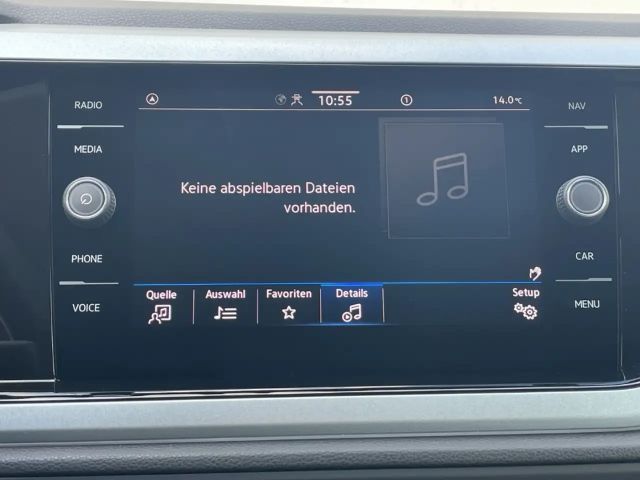 RADIO
MEDIA
PHONE
VOICE
10:55
1
14.0°C
Keine abspielbaren Dateien
vorhanden.
Quelle
Auswahl
Favoriten
Details
Setup
NAV
APP
CAR
MENU